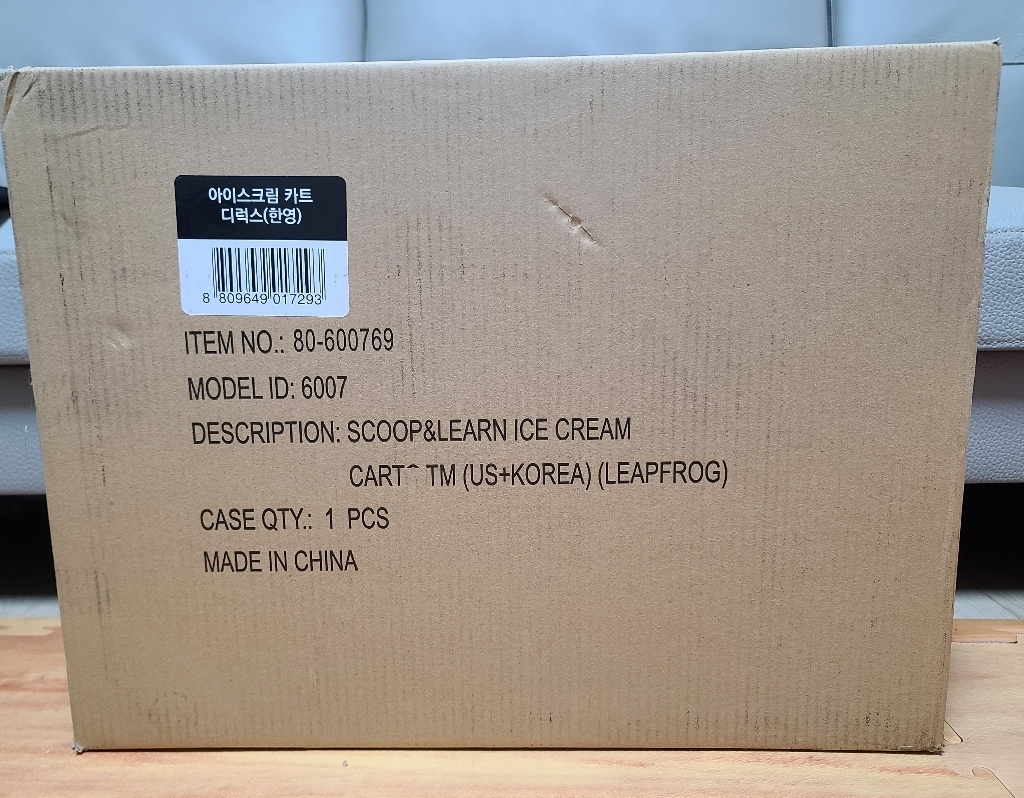 아이스크림 카트
디럭스(한영)
8 809649 017293
ITEM NO.: 80-600769
MODEL ID: 6007
DESCRIPTION: SCOOP&LEARN ICE CREAM
CART^ TM (US+KOREA) (LEAPFROG)
CASE QTY.: 1 PCS
MADE IN CHINA